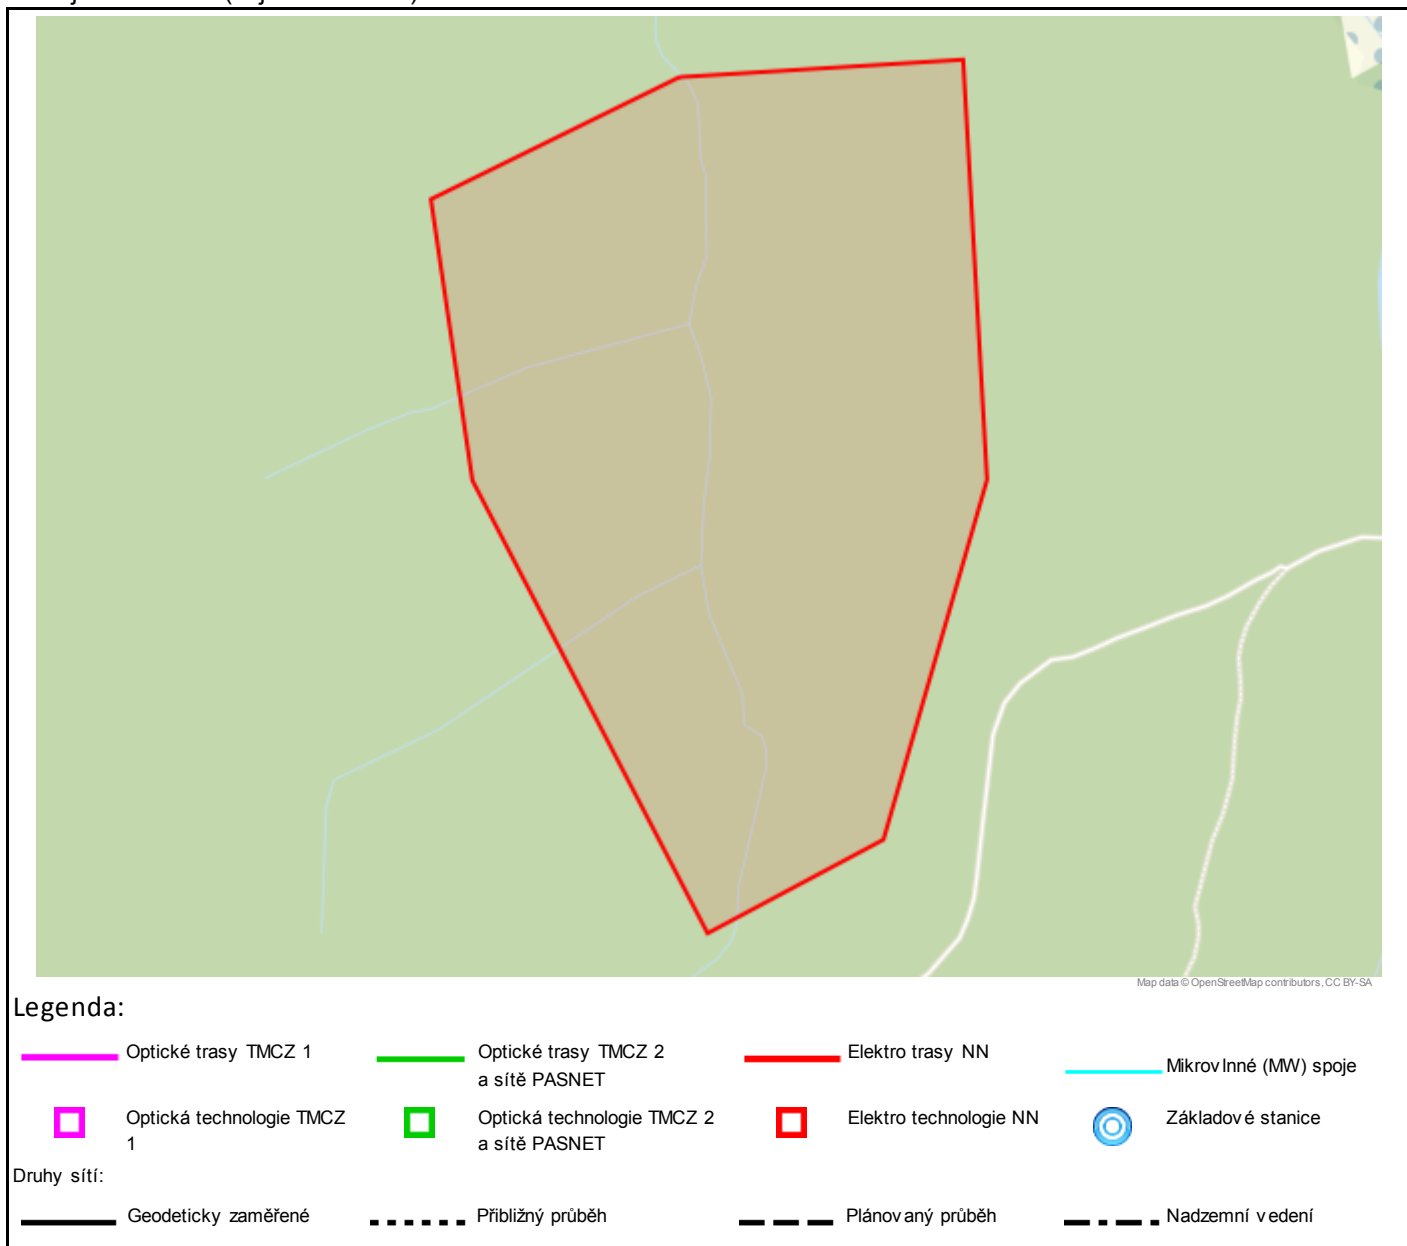 Map data © OpenStreetMap contributors, CC BY-SA
Legenda:
Optické trasy TMCZ 1
Optické trasy TMCZ 2
a sítě PASNET
Elektro trasy NN
Mikrovlnné (MW) spoje
Optická technologie TMCZ
1
Optická technologie TMCZ 2
a sítě PASNET
Elektro technologie NN
Základové stanice
Druhy sítí:
Geodeticky zaměřené
Přibližný průběh
Plánovaný průběh
Nadzemní vedení